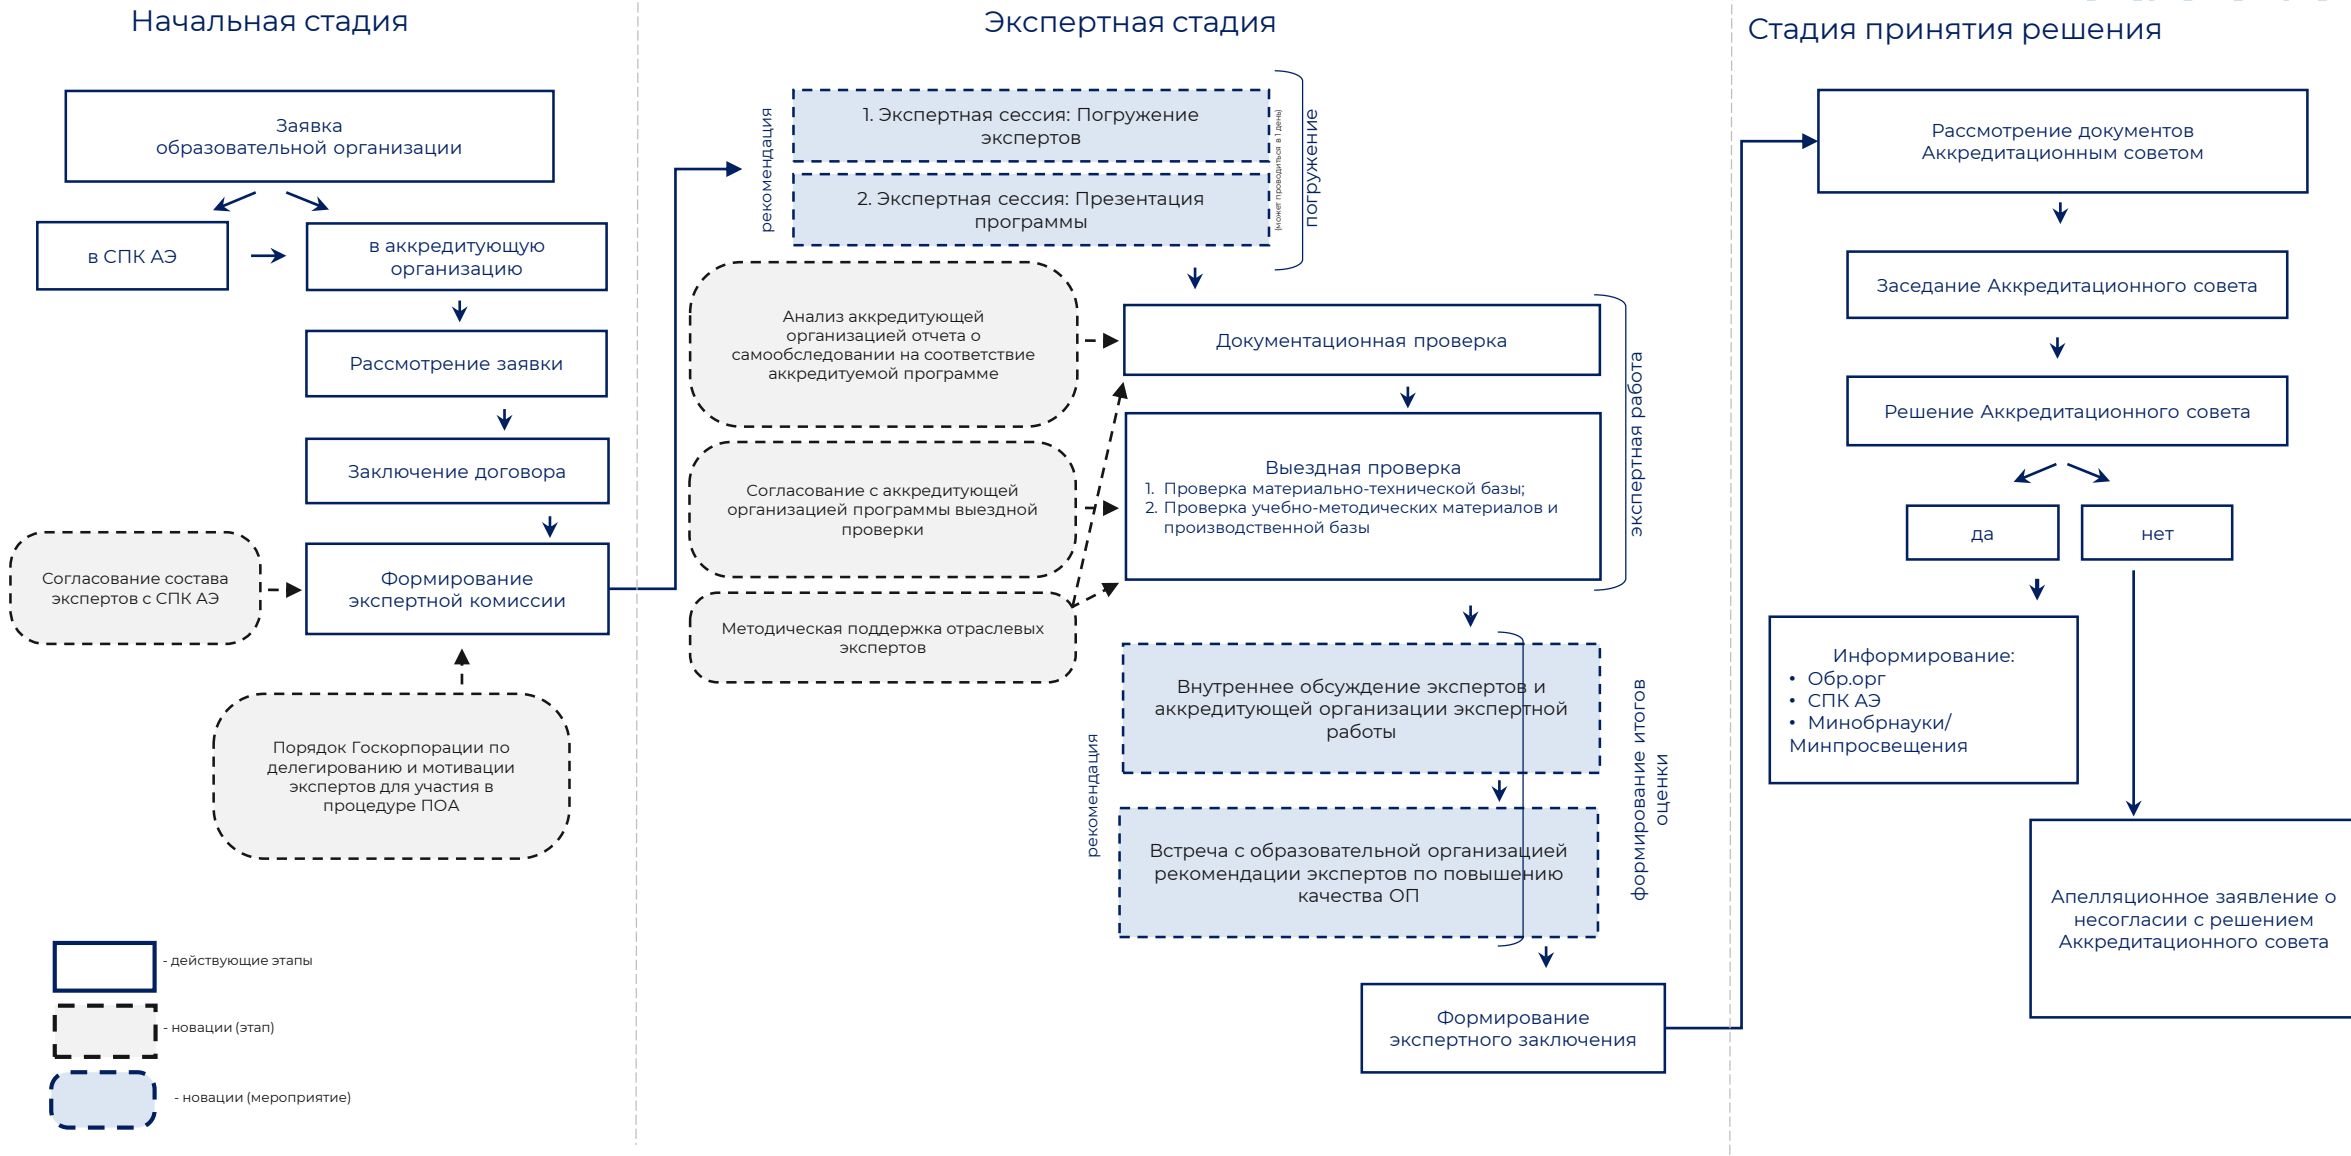 Начальная стадия
Заявка
образовательной организации
в СПК АЭ
в аккредитующую
организацию
Рассмотрение заявки
Заключение договора
Согласование состава
экспертов с СПК АЭ
Формирование
экспертной комиссии
Порядок Госкорпорации по
делегированию и мотивации
экспертов для участия в
процедуре ПОА
- действующие этапы
- новации (этап)
- новации (мероприятие)
Экспертная стадия
рекомендация
1. Экспертная сессия: Погружение
экспертов
2. Экспертная сессия: Презентация
программы
(может проводиться в 1 день)
погружение
Анализ аккредитующей
организацией отчета о
самообследовании на соответствие
аккредитуемой программе
Документационная проверка
Согласование с аккредитующей
организацией программы выездной
проверки
Выездная проверка
1. Проверка материально-технической базы;
2. Проверка учебно-методических материалов и
производственной базы
экспертная работа
Методическая поддержка отраслевых
экспертов
рекомендация
Внутреннее обсуждение экспертов и
аккредитующей организации экспертной
работы
Встреча с образовательной организацией
рекомендации экспертов по повышению
качества ОП
формирование итогов
оценки
Формирование
экспертного заключения
Стадия принятия решения
Рассмотрение документов
Аккредитационным советом
Заседание Аккредитационного совета
Решение Аккредитационного совета
да
нет
Информирование:
• Обр.орг
• СПК АЭ
• Минобрнауки/
Минпросвещения
Апелляционное заявление о
несогласии с решением
Аккредитационного совета